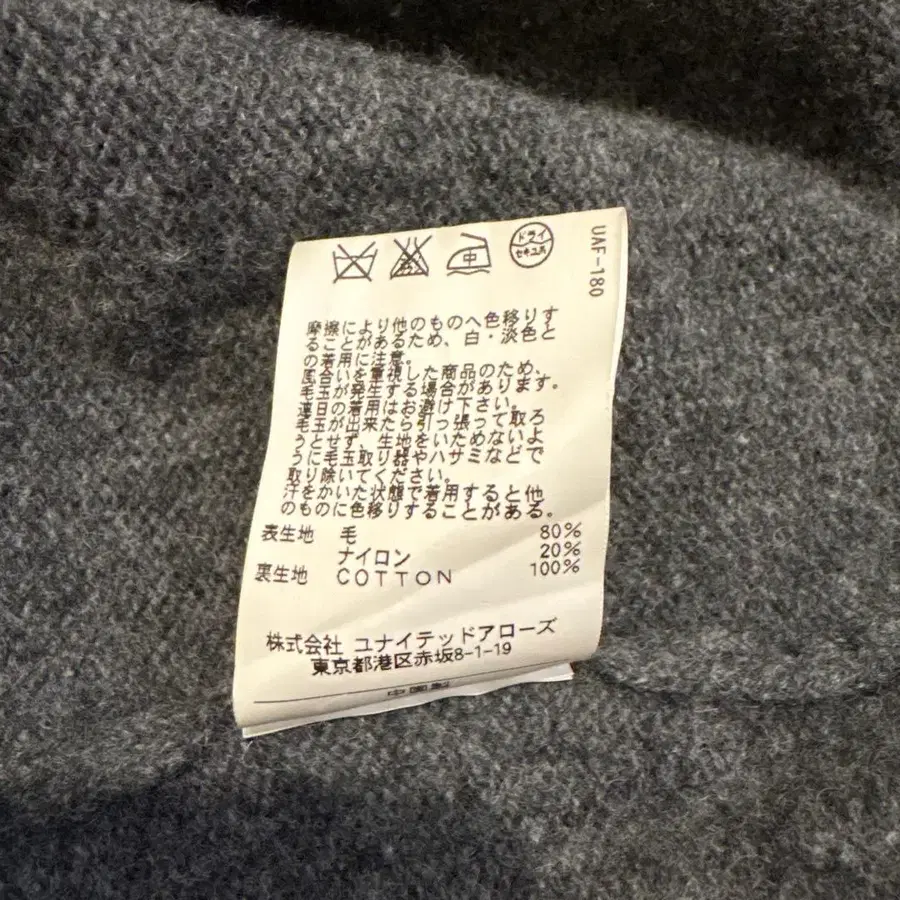 中
ドライ
セキユ系
UAF-180
摩擦により他のものへ色移りす
ることがあるため、白・淡色と
の着用に注意。
風合いを重視した商品のため、
毛玉が発生する場合があります。
連日の着用はお避け下さい。
毛玉が出来たら引っ張って取ろ
うとせず、生地をいためないよ
うに毛玉取り器やハサミなどで
取り除いてください。
汗をかいた状態で着用すると他
のものに色移りすることがある。
表生地 毛 80%
ナイロン 20%
裏生地 COTTON 100%
株式会社 ユナイテッドアローズ
東京都港区赤坂8-1-19
中国製